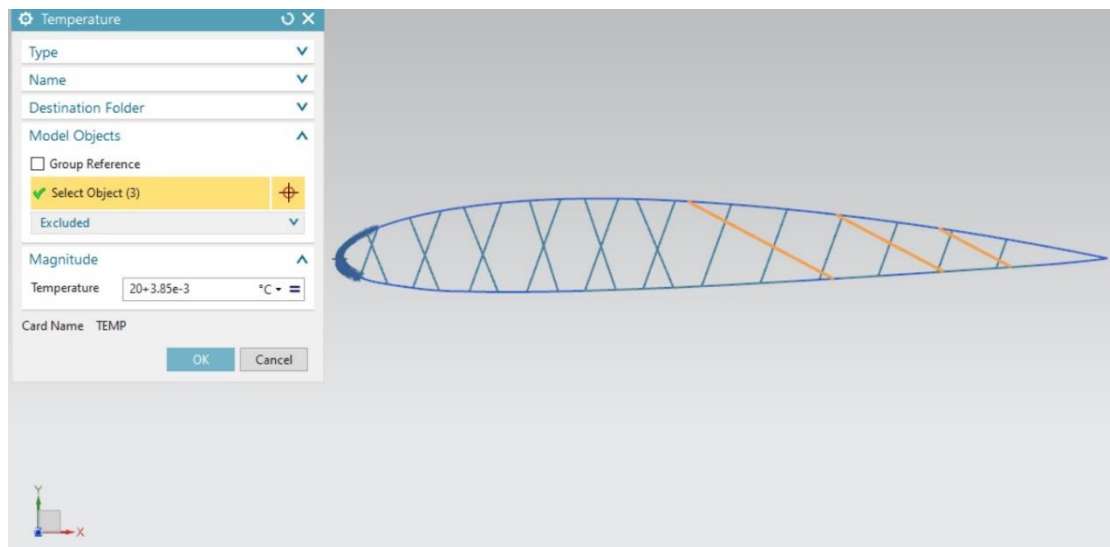 Temperature
Type
Name
Destination Folder
Model Objects
Group Reference
Select Object (3)
Excluded
Magnitude
Temperature 20+3.85e-3 °C =
Card Name TEMP
OK Cancel
Y
X